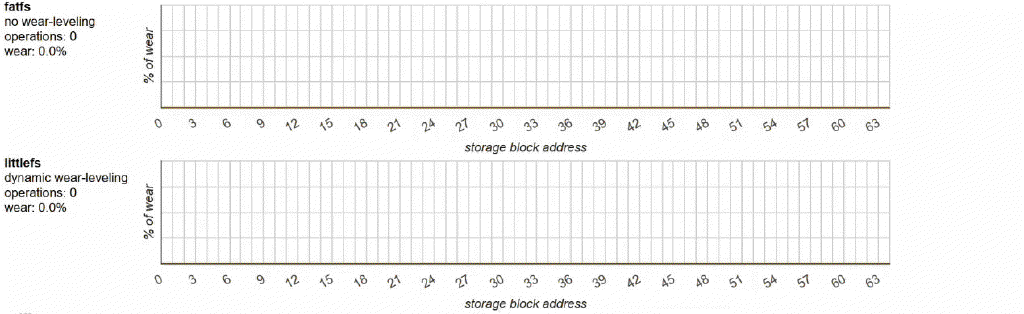 fatfs
no wear-leveling
operations: 0
wear: 0.0%
% of wear
0 3 6 9 12 15 18 21 24 27 30 33 36 39 42 45 48 51 54 57 60 63
storage block address
littlefs
dynamic wear-leveling
operations: 0
wear: 0.0%
% of wear
0 3 6 9 12 15 18 21 24 27 30 33 36 39 42 45 48 51 54 57 60 63
storage block address